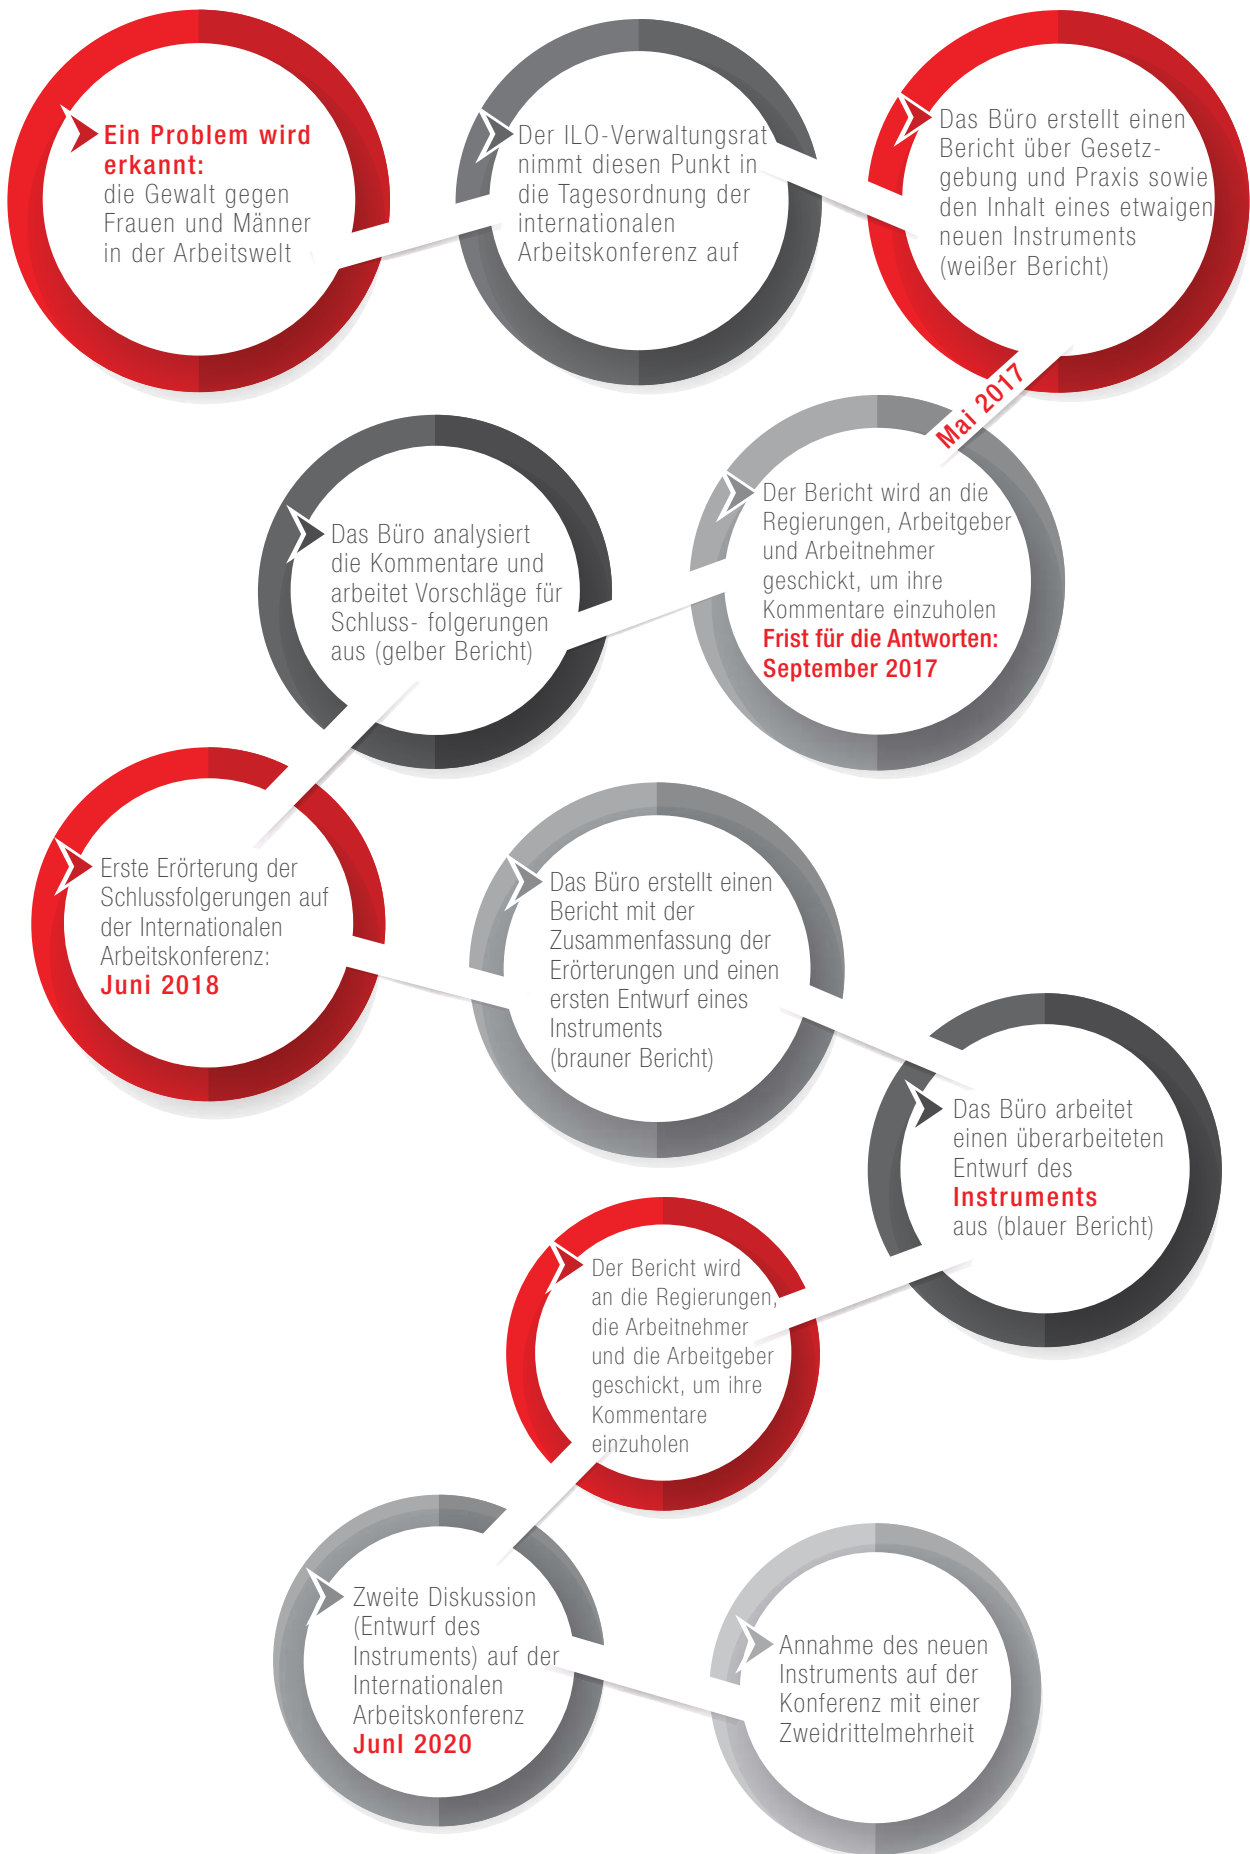 Ein Problem wird
erkannt:
die Gewalt gegen
Frauen und Männer
in der Arbeitswelt
Der ILO-Verwaltungsrat
nimmt diesen Punkt in
die Tagesordnung der
internationalen
Arbeitskonferenz auf
Das Büro erstellt einen
Bericht über Gesetz-
gebung und Praxis sowie
den Inhalt eines etwaigen
neuen Instruments
(weißer Bericht)
Mai 2017
Der Bericht wird an die
Regierungen, Arbeitgeber
und Arbeitnehmer
geschickt, um ihre
Kommentare einzuholen
Frist für die Antworten:
September 2017
Das Büro analysiert
die Kommentare und
arbeitet Vorschläge für
Schluss- folgerungen
aus (gelber Bericht)
Erste Erörterung der
Schlussfolgerungen auf
der Internationalen
Arbeitskonferenz:
Juni 2018
Das Büro erstellt einen
Bericht mit der
Zusammenfassung der
Erörterungen und einen
ersten Entwurf eines
Instruments
(brauner Bericht)
Das Büro arbeitet
einen überarbeiteten
Entwurf des
Instruments
aus (blauer Bericht)
Der Bericht wird
an die Regierungen,
die Arbeitnehmer
und die Arbeitgeber
geschickt, um ihre
Kommentare
einzuholen
Zweite Diskussion
(Entwurf des
Instruments) auf der
Internationalen
Arbeitskonferenz
JunI 2020
Annahme des neuen
Instruments auf der
Konferenz mit einer
Zweidrittelmehrheit